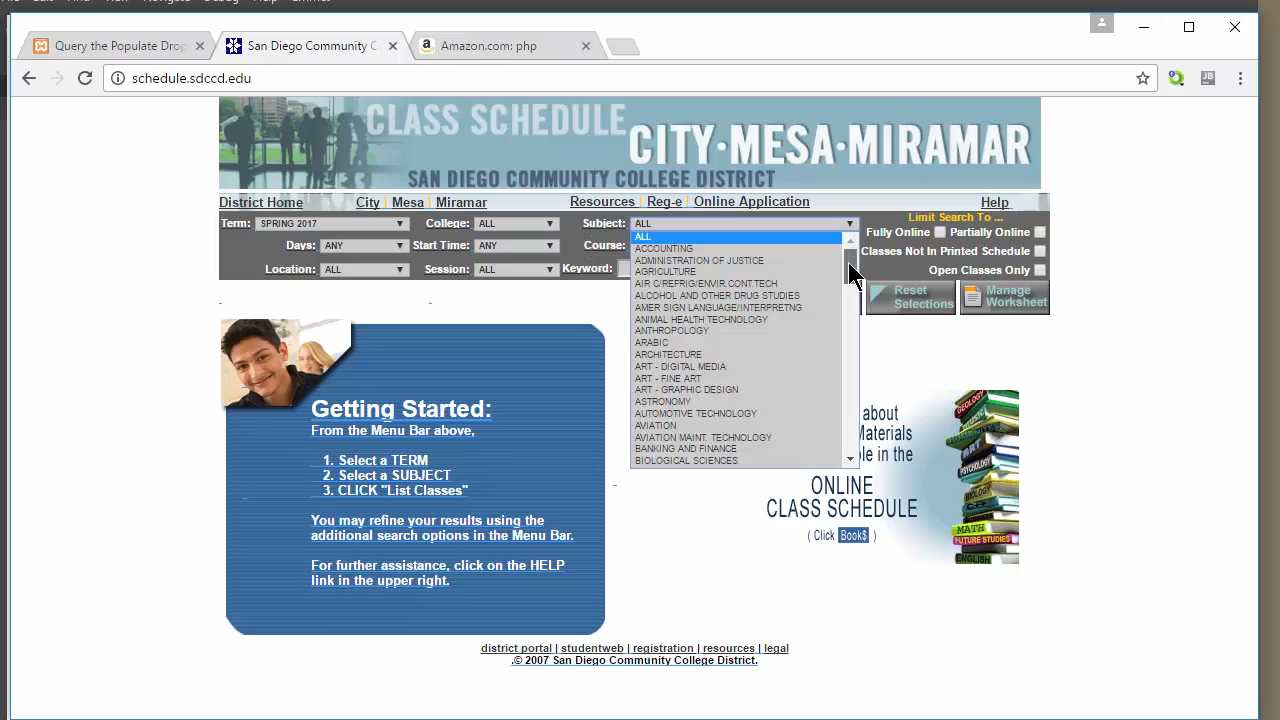 Query the Populate Drop
San Diego Community C
Amazon.com: php
schedule.sdccd.edu
JB
CLASS SCHEDULE
CITY·MESA·MIRAMAR
SAN DIEGO COMMUNITY COLLEGE DISTRICT
District Home City Mesa Miramar Resources Reg-e Online Application Help
Term: SPRING 2017 College: ALL Subject: ALL
Limit Search To ...
Fully Online Partially Online
Days: ANY Start Time: ANY Course:
Classes Not In Printed Schedule
Location: ALL Session: ALL Keyword:
Open Classes Only
ALL
ACCOUNTING
ADMINISTRATION OF JUSTICE
AGRICULTURE
AIR C/REFRIG/ENVIR.CONT.TECH
ALCOHOL AND OTHER DRUG STUDIES
AMER SIGN LANGUAGE/INTERPRETNG
ANIMAL HEALTH TECHNOLOGY
ANTHROPOLOGY
ARABIC
ARCHITECTURE
ART - DIGITAL MEDIA
ART - FINE ART
ART - GRAPHIC DESIGN
ASTRONOMY
AUTOMOTIVE TECHNOLOGY
AVIATION
AVIATION MAINT. TECHNOLOGY
BANKING AND FINANCE
BIOLOGICAL SCIENCES
Reset
Selections
Manage
Worksheet
Getting Started:
From the Menu Bar above,
1. Select a TERM
2. Select a SUBJECT
3. CLICK "List Classes"
You may refine your results using the
additional search options in the Menu Bar.
For further assistance, click on the HELP
link in the upper right.
about
Materials
in the
ONLINE
CLASS SCHEDULE
( Click Book$ )
GEOLOGY
PSYCHOLOGY
BIOLOGY
C++
MATH
FUTURE STUDIES
ENGLISH
district portal | studentweb | registration | resources | legal
.© 2007 San Diego Community College District.